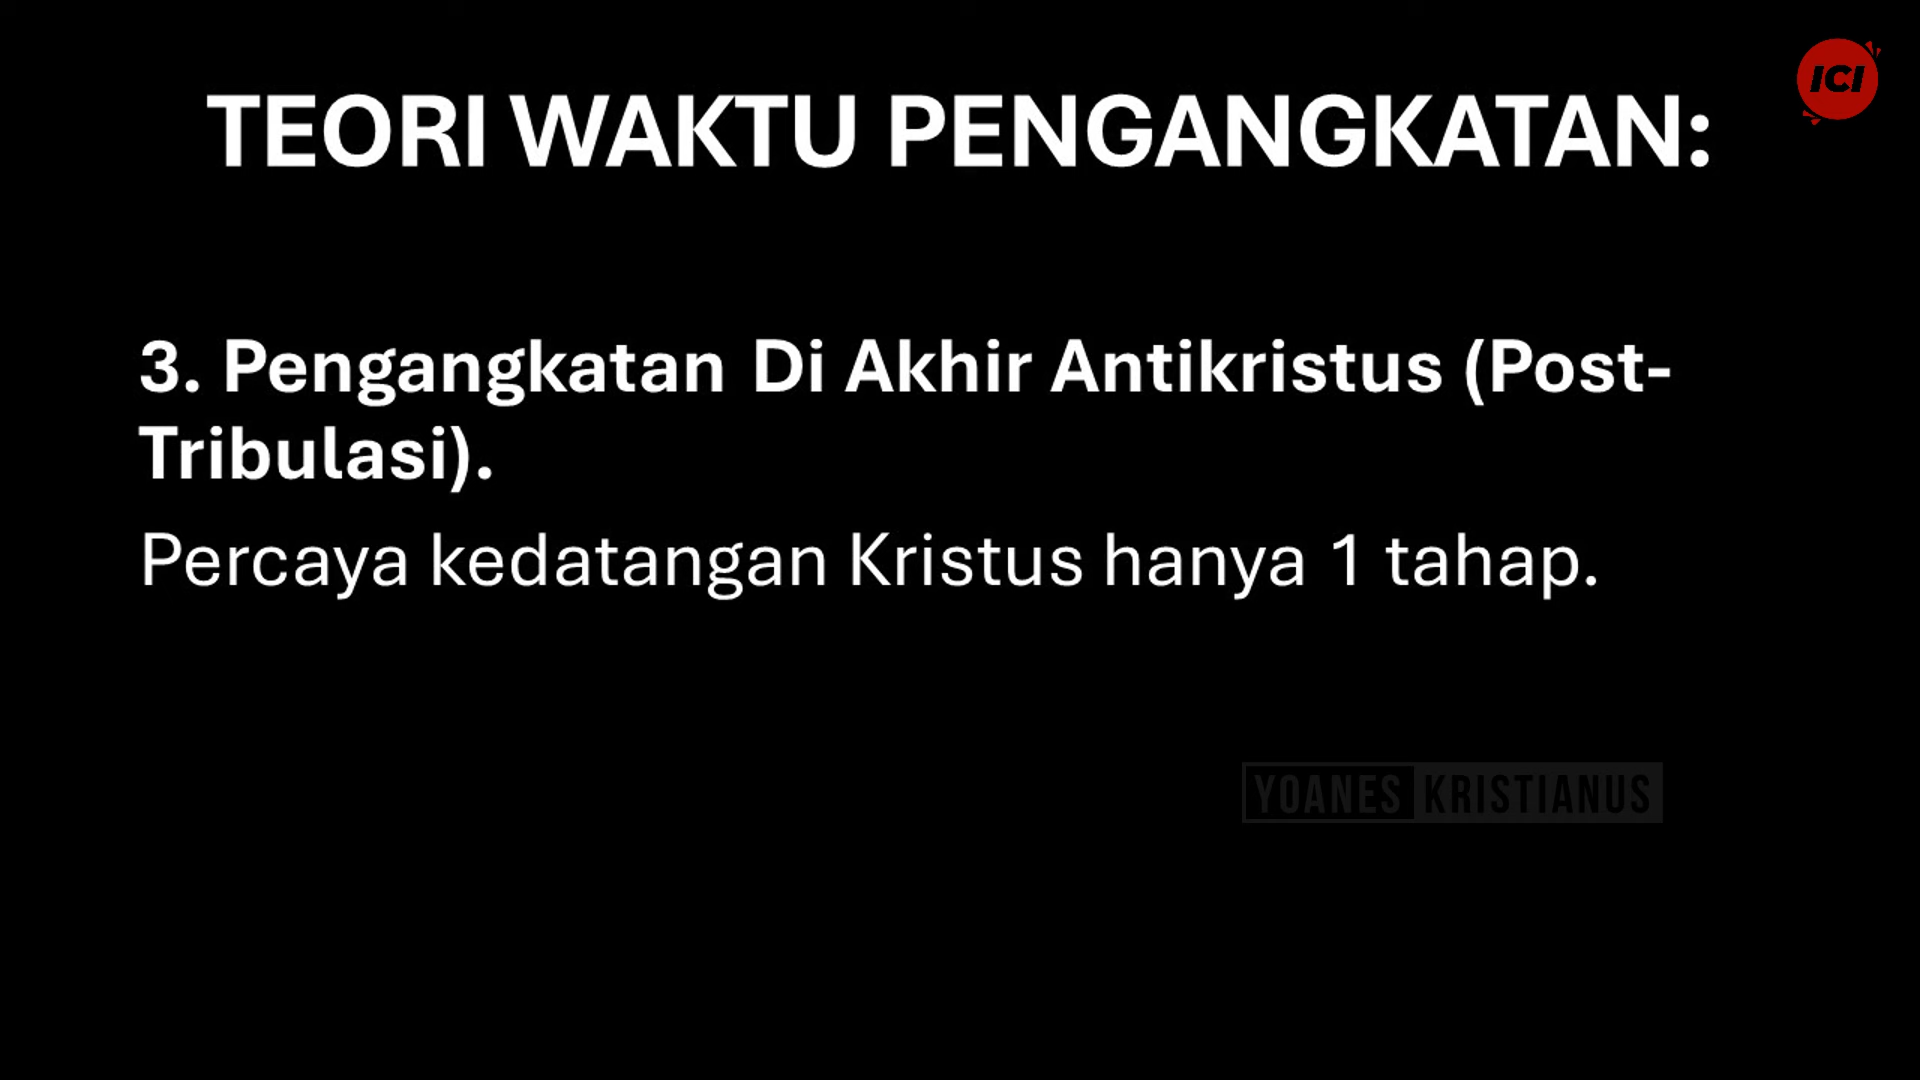 ICI
TEORI WAKTU PENGANGKATAN:
3. Pengangkatan Di Akhir Antikristus (Post-
Tribulasi).
Percaya kedatangan Kristus hanya 1 tahap.
YOANES KRISTIANUS